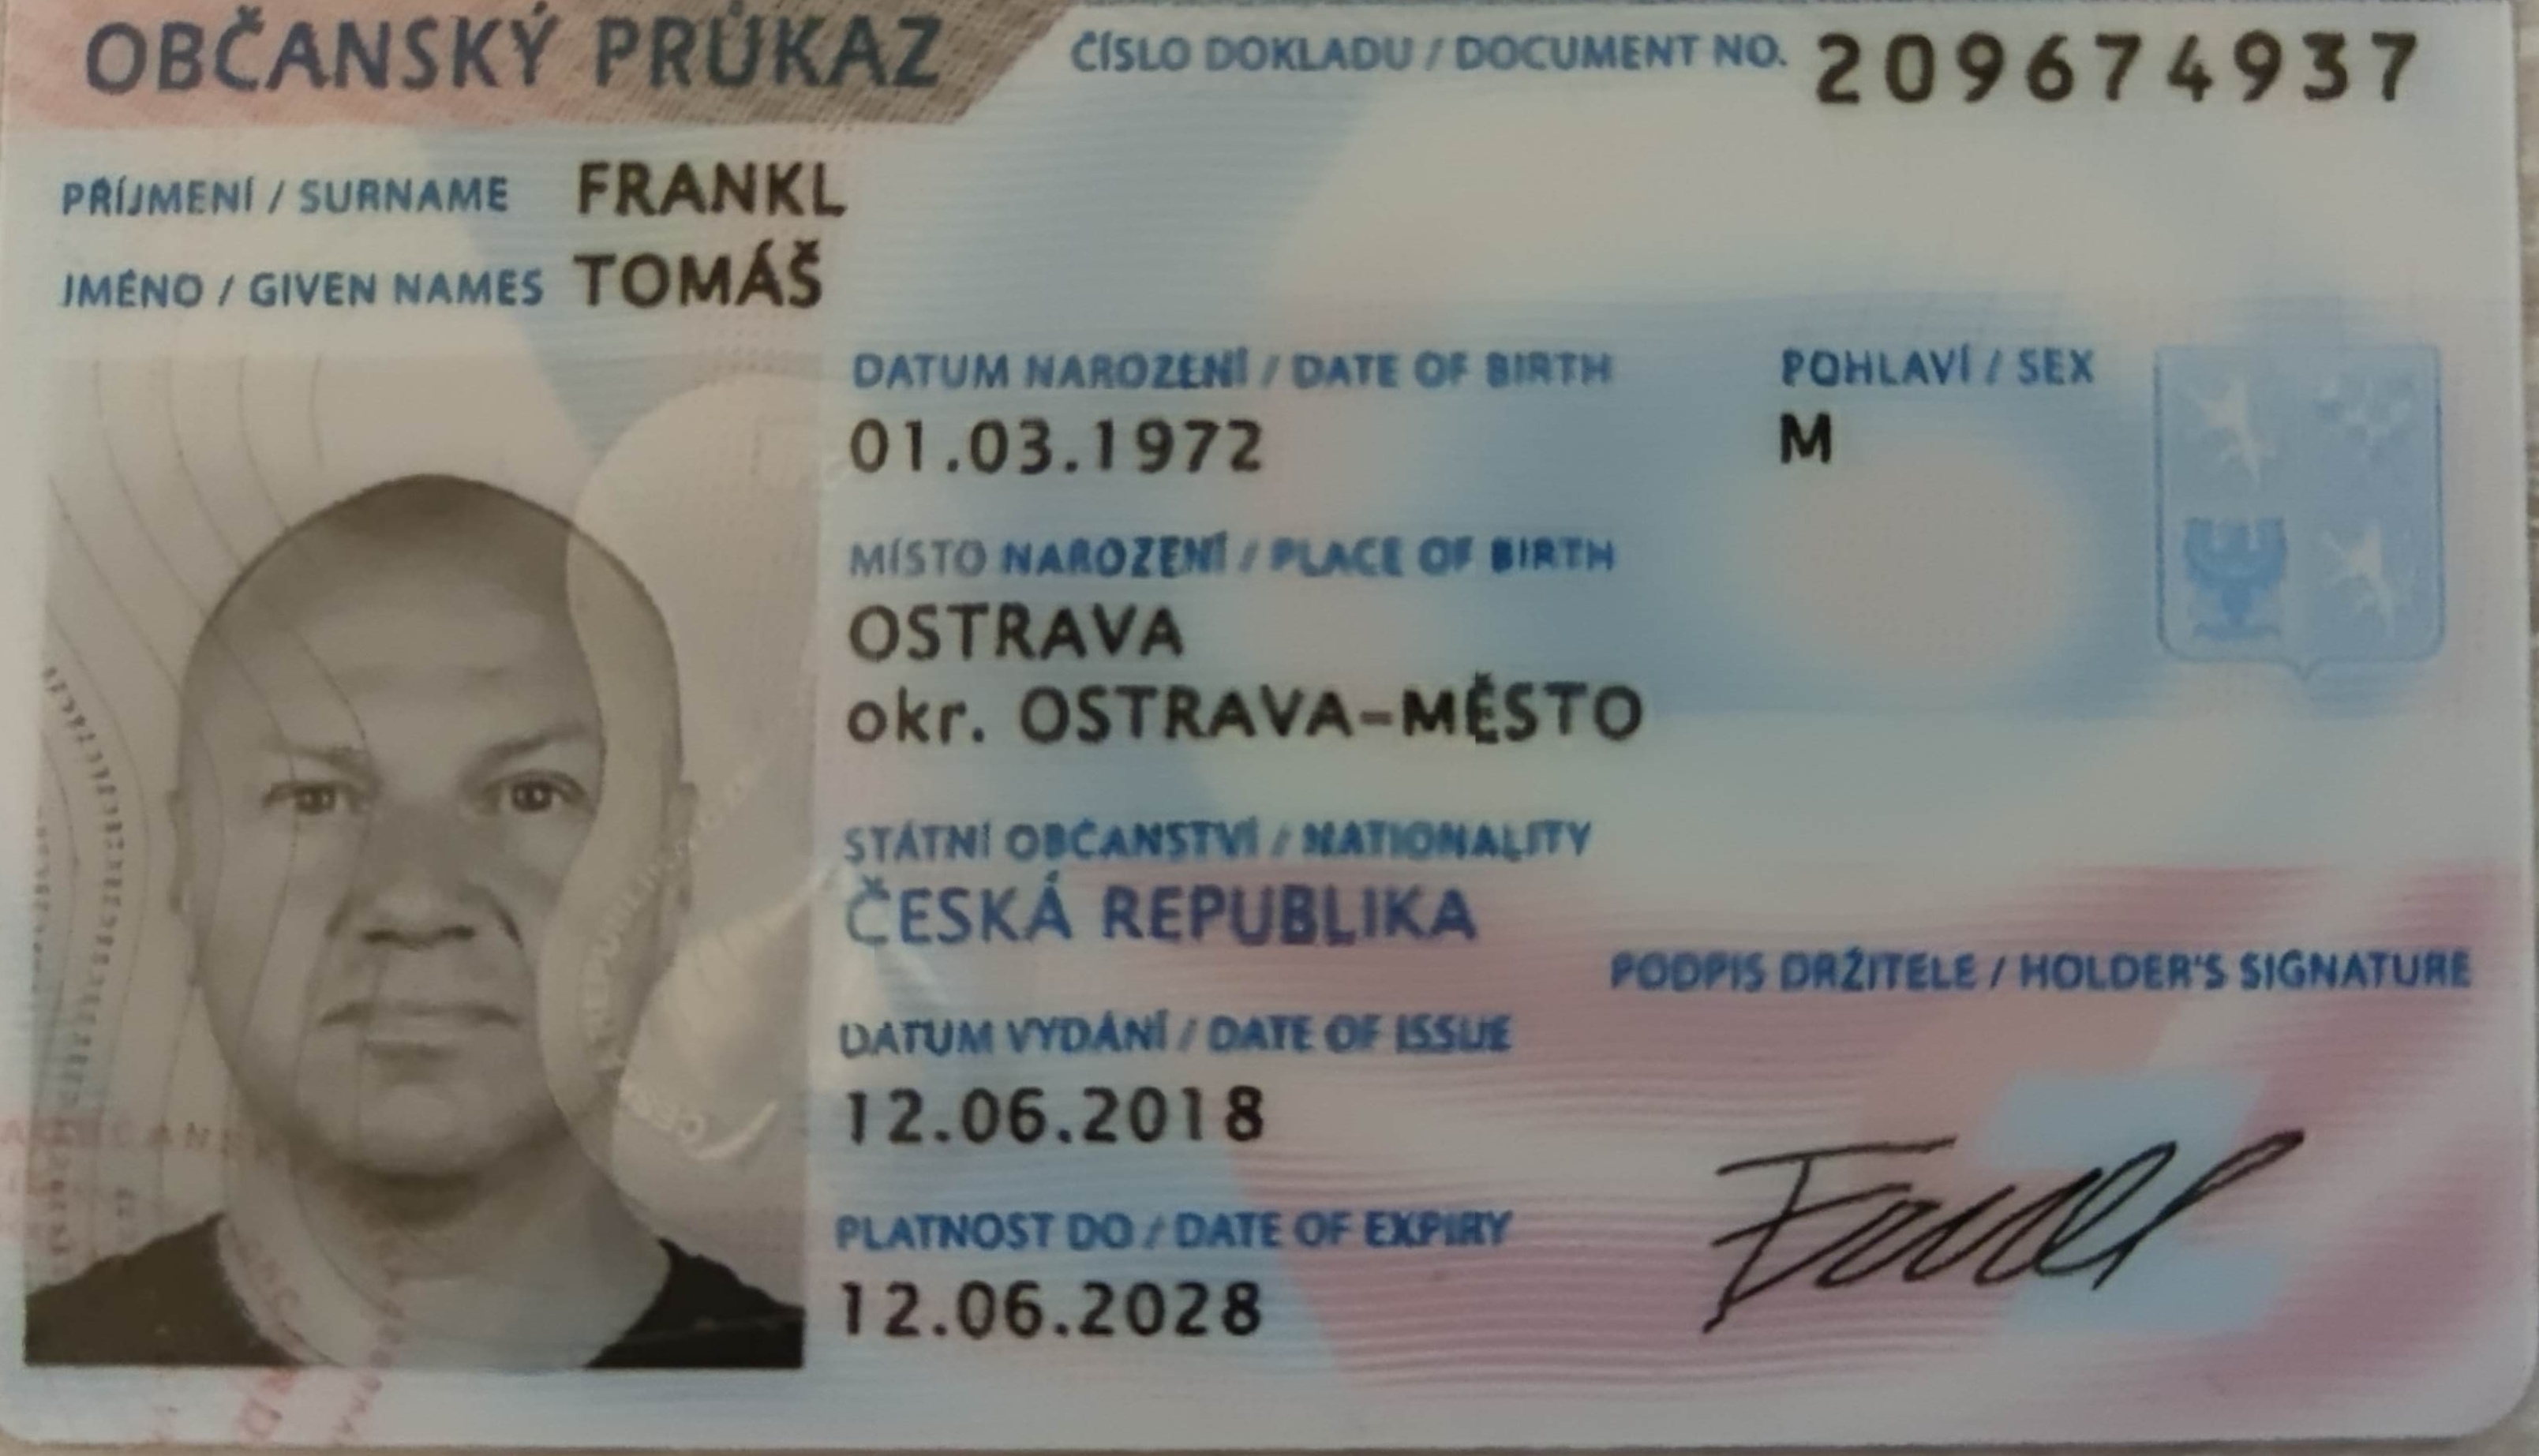 OBČANSKÝ PRŮKAZ
ČÍSLO DOKLADU / DOCUMENT NO. 209674937
PŘÍJMENÍ / SURNAME FRANKL
JMÉNO / GIVEN NAMES TOMÁŠ
DATUM NAROZENÍ / DATE OF BIRTH
01.03.1972
POHLAVÍ / SEX
M
MÍSTO NAROZENÍ / PLACE OF BIRTH
OSTRAVA
okr. OSTRAVA-MĚSTO
STÁTNÍ OBČANSTVÍ / NATIONALITY
ČESKÁ REPUBLIKA
PODPIS DRŽITELE / HOLDER'S SIGNATURE
DATUM VYDÁNÍ / DATE OF ISSUE
12.06.2018
PLATNOST DO / DATE OF EXPIRY
12.06.2028